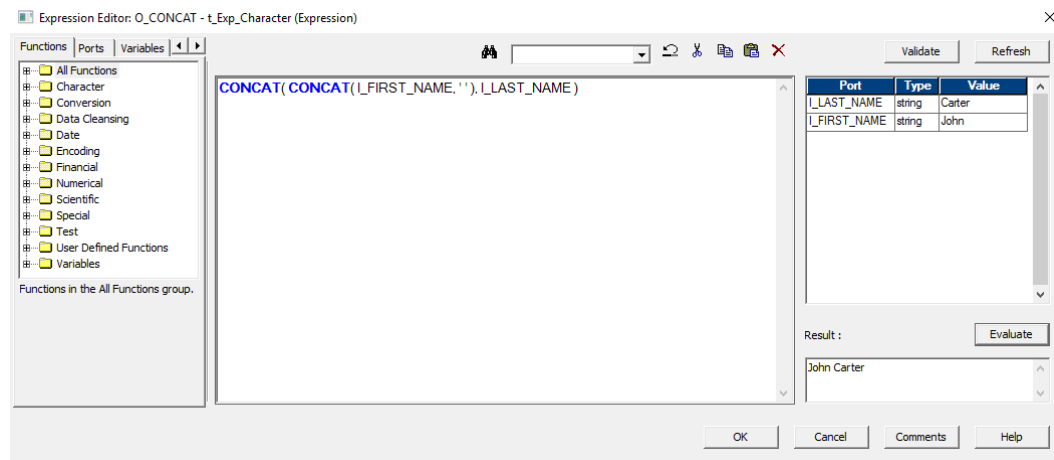 Expression Editor: O_CONCAT - t_Exp_Character (Expression)
Functions Ports Variables
Validate Refresh
All Functions
Character
Conversion
Data Cleansing
Date
Encoding
Financial
Numerical
Scientific
Special
Test
User Defined Functions
Variables
Functions in the All Functions group.
CONCAT( CONCAT( I_FIRST_NAME, ' '), I_LAST_NAME )
Port Type Value
I_LAST_NAME string Carter
I_FIRST_NAME string John
Result :
Evaluate
John Carter
OK Cancel Comments Help